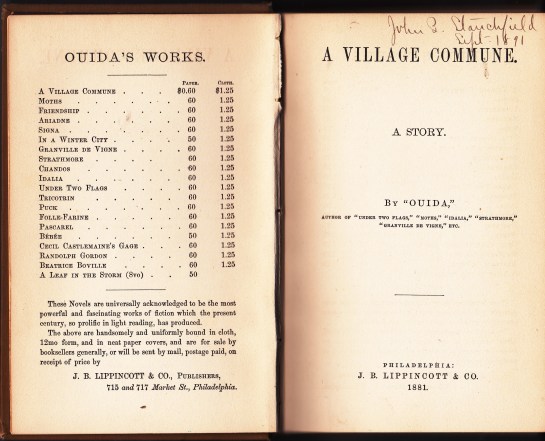 OUIDA'S WORKS.
PAPER. CLOTH.
A VILLAGE COMMUNE . . . $0.60 $1.25
MOTHS . . . . . . 60 1.25
FRIENDSHIP . . . . . 60 1.25
ARIADNE . . . . . . 60 1.25
SIGNA . . . . . . 60 1.25
IN A WINTER CITY . . . . 50 1.25
GRANVILLE DE VIGNE . . . 60 1.25
STRATHMORE . . . . . 60 1.25
CHANDOS . . . . . 60 1.25
IDALIA . . . . . . 60 1.25
UNDER TWO FLAGS . . . . 60 1.25
TRICOTRIN . . . . . 60 1.25
PUCK . . . . . . 60 1.25
FOLLE-FARINE . . . . . 60 1.25
PASCAREL . . . . . 60 1.25
BÉBÉE . . . . . . 50 1.25
CECIL CASTLEMAINE'S GAGE . . . 60 1.25
RANDOLPH GORDON . . . . 60 1.25
BEATRICE BOVILLE . . . . 60 1.25
A LEAF IN THE STORM (8vo) . . 50
These Novels are universally acknowledged to be the most
powerful and fascinating works of fiction which the present
century, so prolific in light reading, has produced.
The above are handsomely and uniformly bound in cloth,
12mo form, and in neat paper covers, and are for sale by
booksellers generally, or will be sent by mail, postage paid, on
receipt of price by
J. B. LIPPINCOTT & CO., PUBLISHERS,
715 and 717 Market St., Philadelphia.
John Stanchfield
Sept 1891
A VILLAGE COMMUNE.
A STORY.
BY "OUIDA,"
AUTHOR OF "UNDER TWO FLAGS," "MOTHS," "IDALIA," "STRATHMORE,"
"GRANVILLE DE VIGNE," ETC.
PHILADELPHIA:
J. B. LIPPINCOTT & CO.
1881.